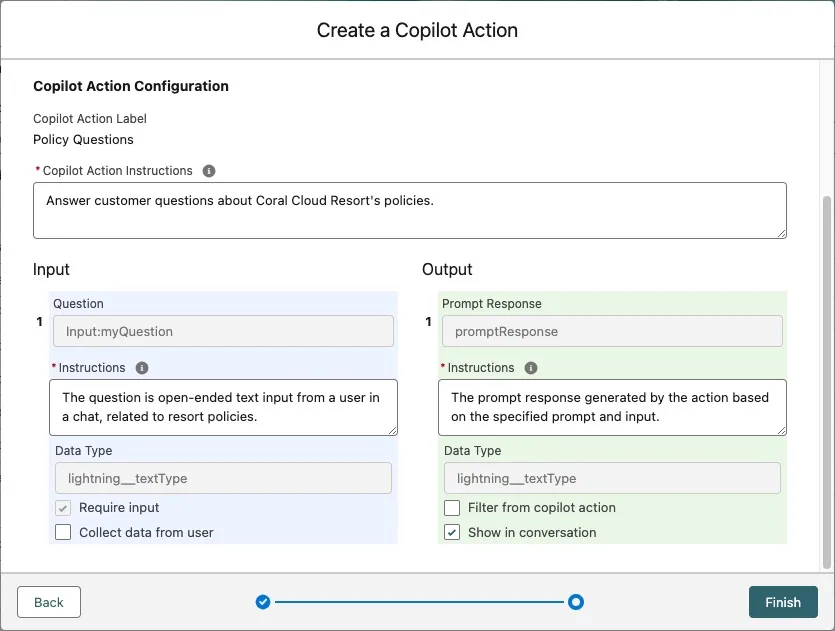 Create a Copilot Action
Copilot Action Configuration
Copilot Action Label
Policy Questions
* Copilot Action Instructions
Answer customer questions about Coral Cloud Resort's policies.
Input
1
Question
Input:myQuestion
* Instructions
The question is open-ended text input from a user in
a chat, related to resort policies.
Data Type
lightning__textType
Require input
Collect data from user
Output
1
Prompt Response
promptResponse
* Instructions
The prompt response generated by the action based
on the specified prompt and input.
Data Type
lightning__textType
Filter from copilot action
Show in conversation
Back
Finish